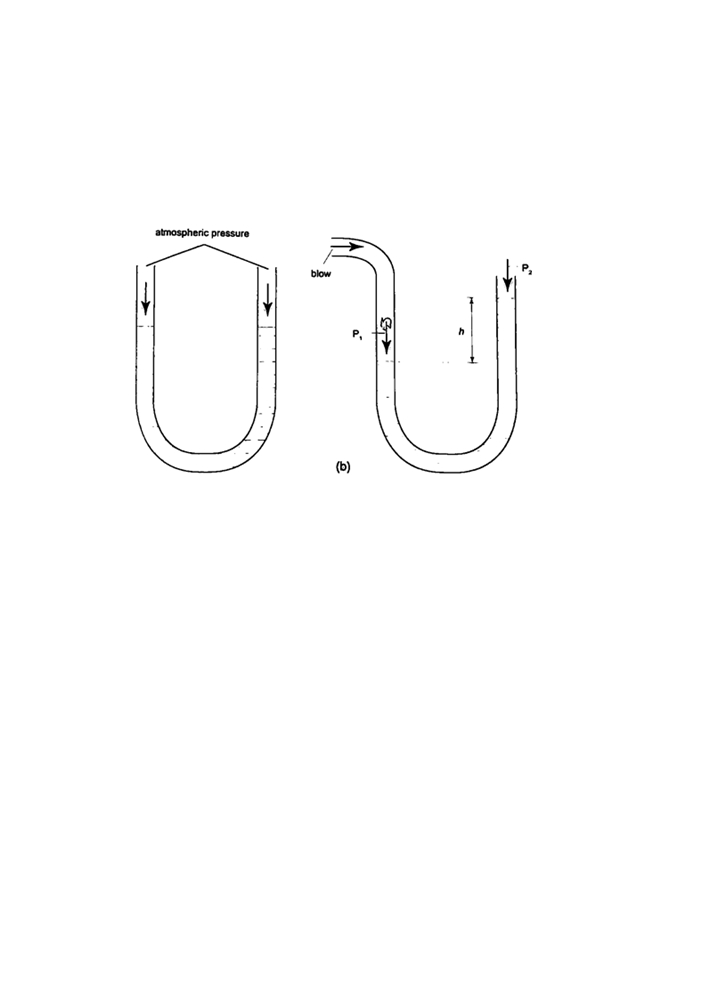 atmospheric pressure
blow
P₁
P₂
h
(b)